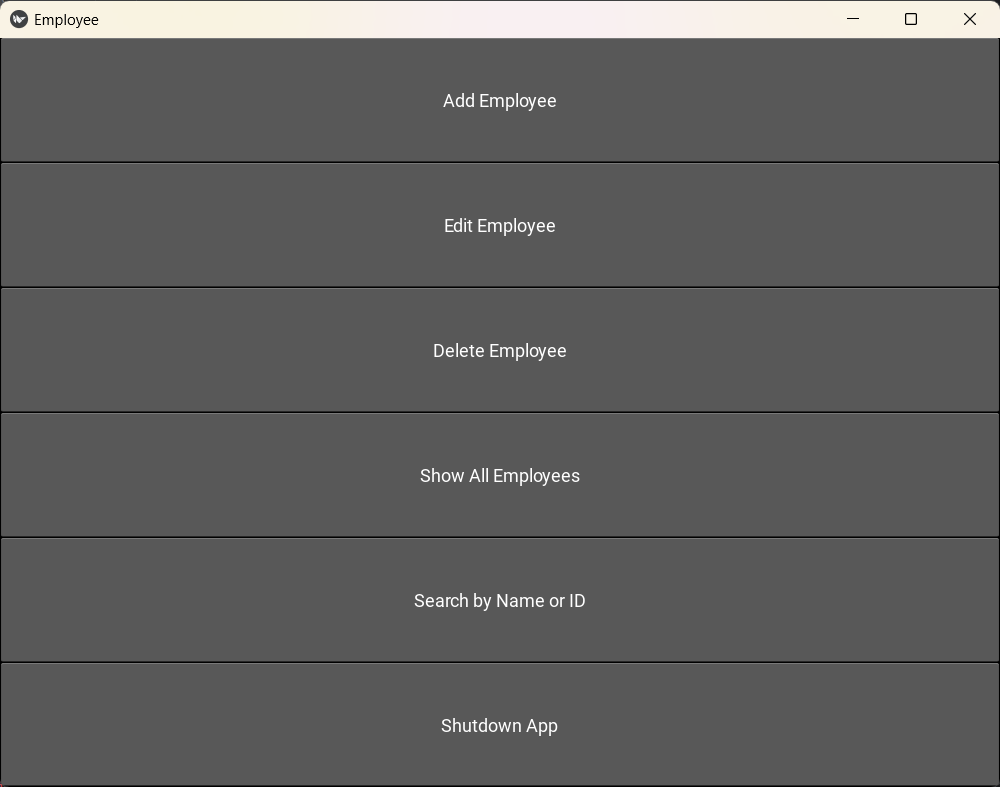 Employee
Add Employee
Edit Employee
Delete Employee
Show All Employees
Search by Name or ID
Shutdown App